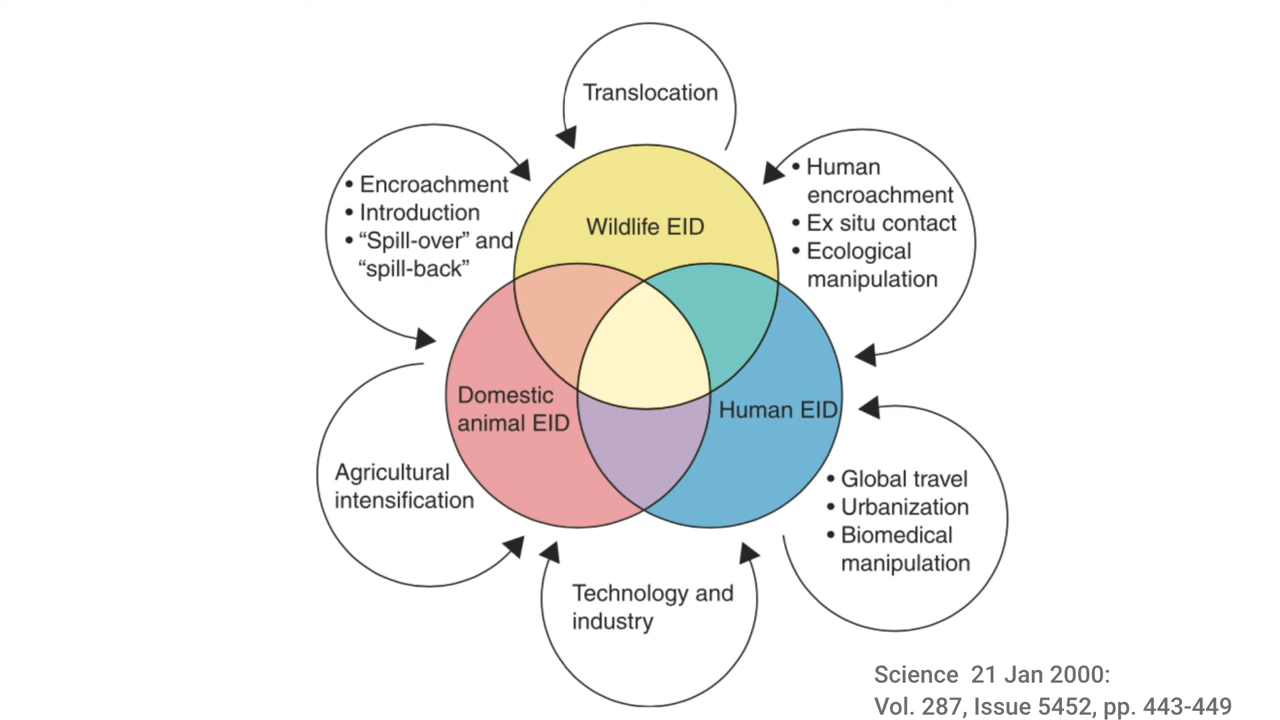 Translocation
• Encroachment
• Introduction
• “Spill-over” and
“spill-back”
• Human
encroachment
• Ex situ contact
• Ecological
manipulation
Wildlife EID
Domestic
animal EID
Human EID
Agricultural
intensification
• Global travel
• Urbanization
• Biomedical
manipulation
Technology and
industry
Science 21 Jan 2000:
Vol. 287, Issue 5452, pp. 443-449